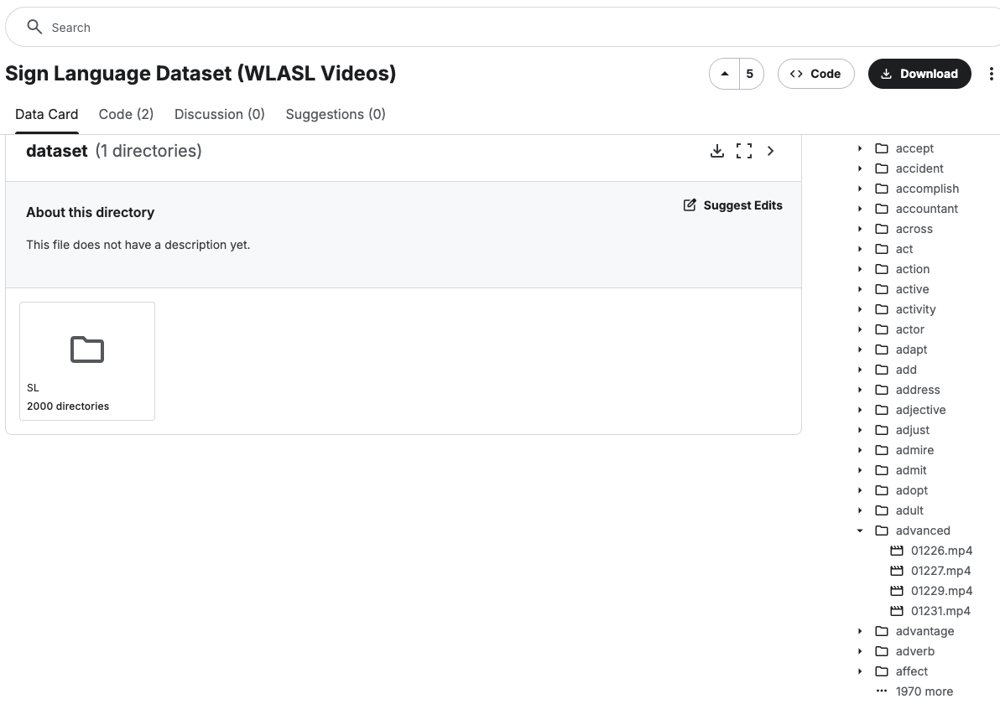 Search
Sign Language Dataset (WLASL Videos)
5
Code
Download
Data Card
Code (2)
Discussion (0)
Suggestions (0)
dataset (1 directories)
About this directory
Suggest Edits
This file does not have a description yet.
SL
2000 directories
accept
accident
accomplish
accountant
across
act
action
active
activity
actor
adapt
add
address
adjective
adjust
admire
admit
adopt
adult
advanced
01226.mp4
01227.mp4
01229.mp4
01231.mp4
advantage
adverb
affect
1970 more